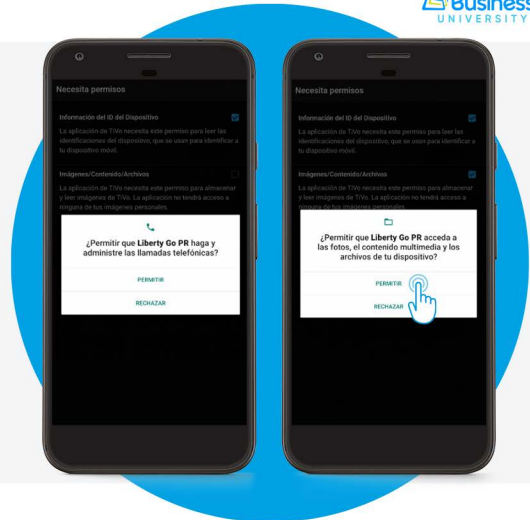 Business
UNIVERSITY
Necesita permisos
Información del ID del Dispositivo
La aplicación de TiVo necesita este permiso para leer las
identificaciones del dispositivo, que se usan para identificar a
tu dispositivo móvil.
Imágenes/Contenido/Archivos
La aplicación de TiVo necesita este permiso para almacenar
y leer imágenes de TiVo. La aplicación no tendrá acceso a
ninguna de tus imágenes personales.
¿Permitir que Liberty Go PR haga y
administre las llamadas telefónicas?
PERMITIR
RECHAZAR
Necesita permisos
Información del ID del Dispositivo
La aplicación de TiVo necesita este permiso para leer las
identificaciones del dispositivo, que se usan para identificar a
tu dispositivo móvil.
Imágenes/Contenido/Archivos
La aplicación de TiVo necesita este permiso para almacenar
y leer imágenes de TiVo. La aplicación no tendrá acceso a
ninguna de tus imágenes personales.
¿Permitir que Liberty Go PR acceda a
las fotos, el contenido multimedia y los
archivos de tu dispositivo?
PERMITIR
RECHAZAR